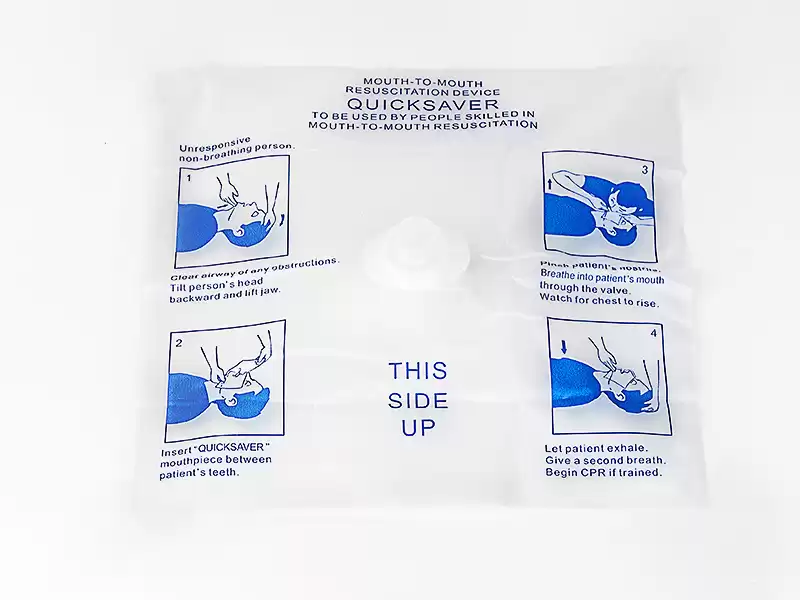 MOUTH-TO-MOUTH
RESUSCITATION DEVICE
QUICKSAVER
TO BE USED BY PEOPLE SKILLED IN
MOUTH-TO-MOUTH RESUSCITATION
Unresponsive
non-breathing person.
1
Clear airway of any obstructions.
Tilt person's head
backward and lift jaw.
2
Insert "QUICKSAVER"
mouthpiece between
patient's teeth.
3
Pinch patient's nostrils.
Breathe into patient's mouth
through the valve.
Watch for chest to rise.
4
Let patient exhale.
Give a second breath.
Begin CPR if trained.
THIS
SIDE
UP